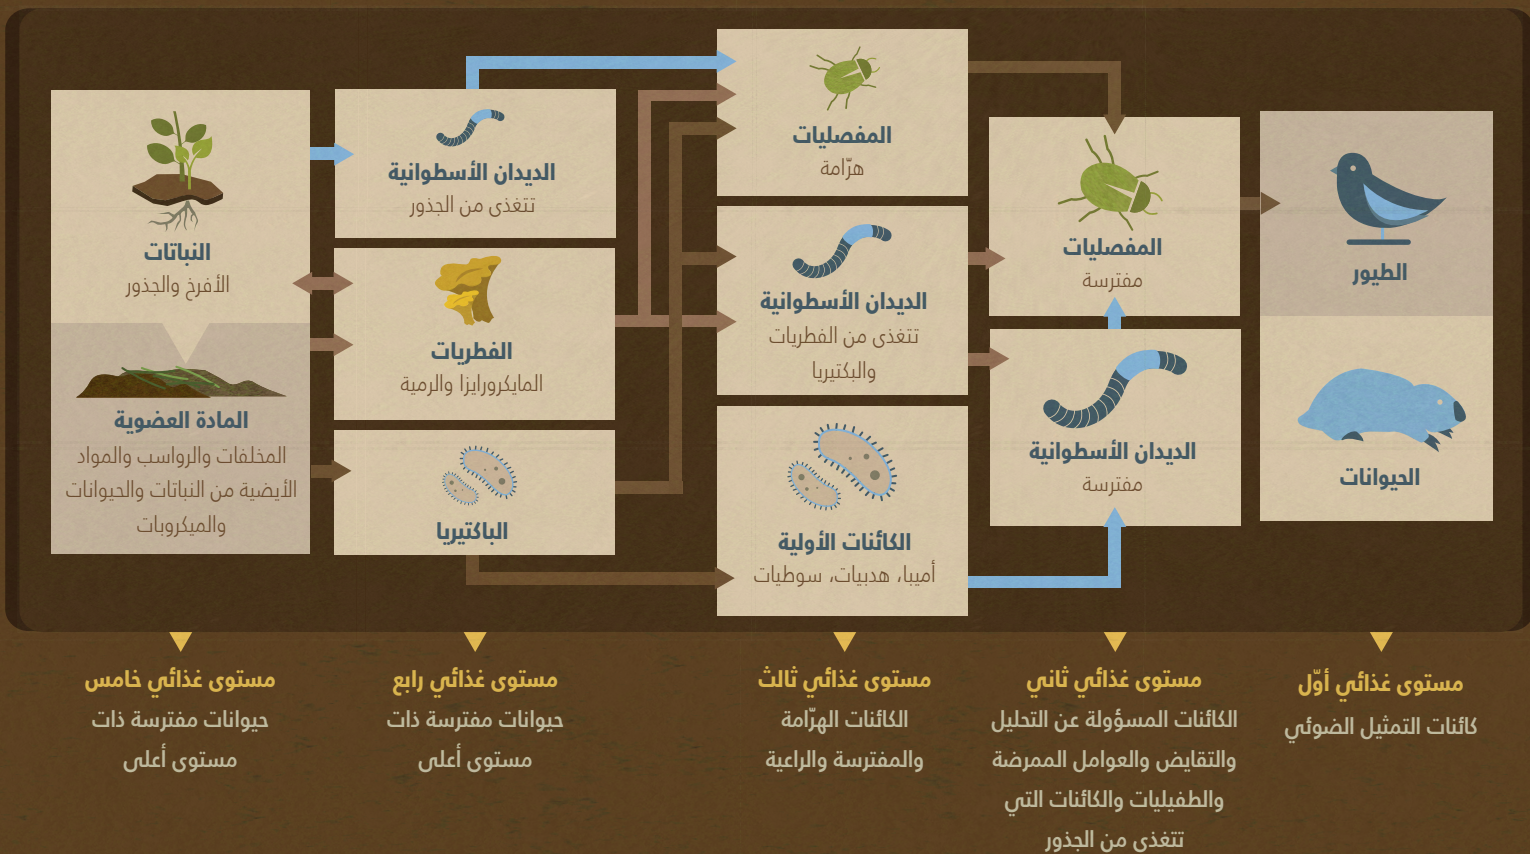 النباتات
الأفرخ والجذور
المادة العضوية
المخلفات والرواسب والمواد
الأيضية من النباتات والحيوانات
والميكروبات
الديدان الأسطوانية
تتغذى من الجذور
الفطريات
المايكرورايزا والرمية
الباكتيريا
المفصليات
هرّامة
الديدان الأسطوانية
تتغذى من الفطريات
والبكتيريا
الكائنات الأولية
أميبا، هدبيات، سوطيات
المفصليات
مفترسة
الديدان الأسطوانية
مفترسة
الطيور
الحيوانات
مستوى غذائي أوّل
كائنات التمثيل الضوئي
مستوى غذائي ثاني
الكائنات المسؤولة عن التحليل
والتقايض والعوامل الممرضة
والطفيليات والكائنات التي
تتغذى من الجذور
مستوى غذائي ثالث
الكائنات الهرّامة
والمفترسة والراعية
مستوى غذائي رابع
حيوانات مفترسة ذات
مستوى أعلى
مستوى غذائي خامس
حيوانات مفترسة ذات
مستوى أعلى